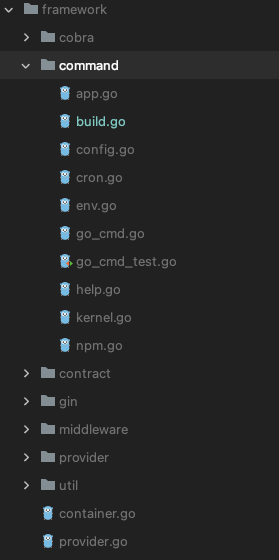 framework
cobra
command
app.go
build.go
config.go
cron.go
env.go
go_cmd.go
go_cmd_test.go
help.go
kernel.go
npm.go
contract
gin
middleware
provider
util
container.go
provider.go